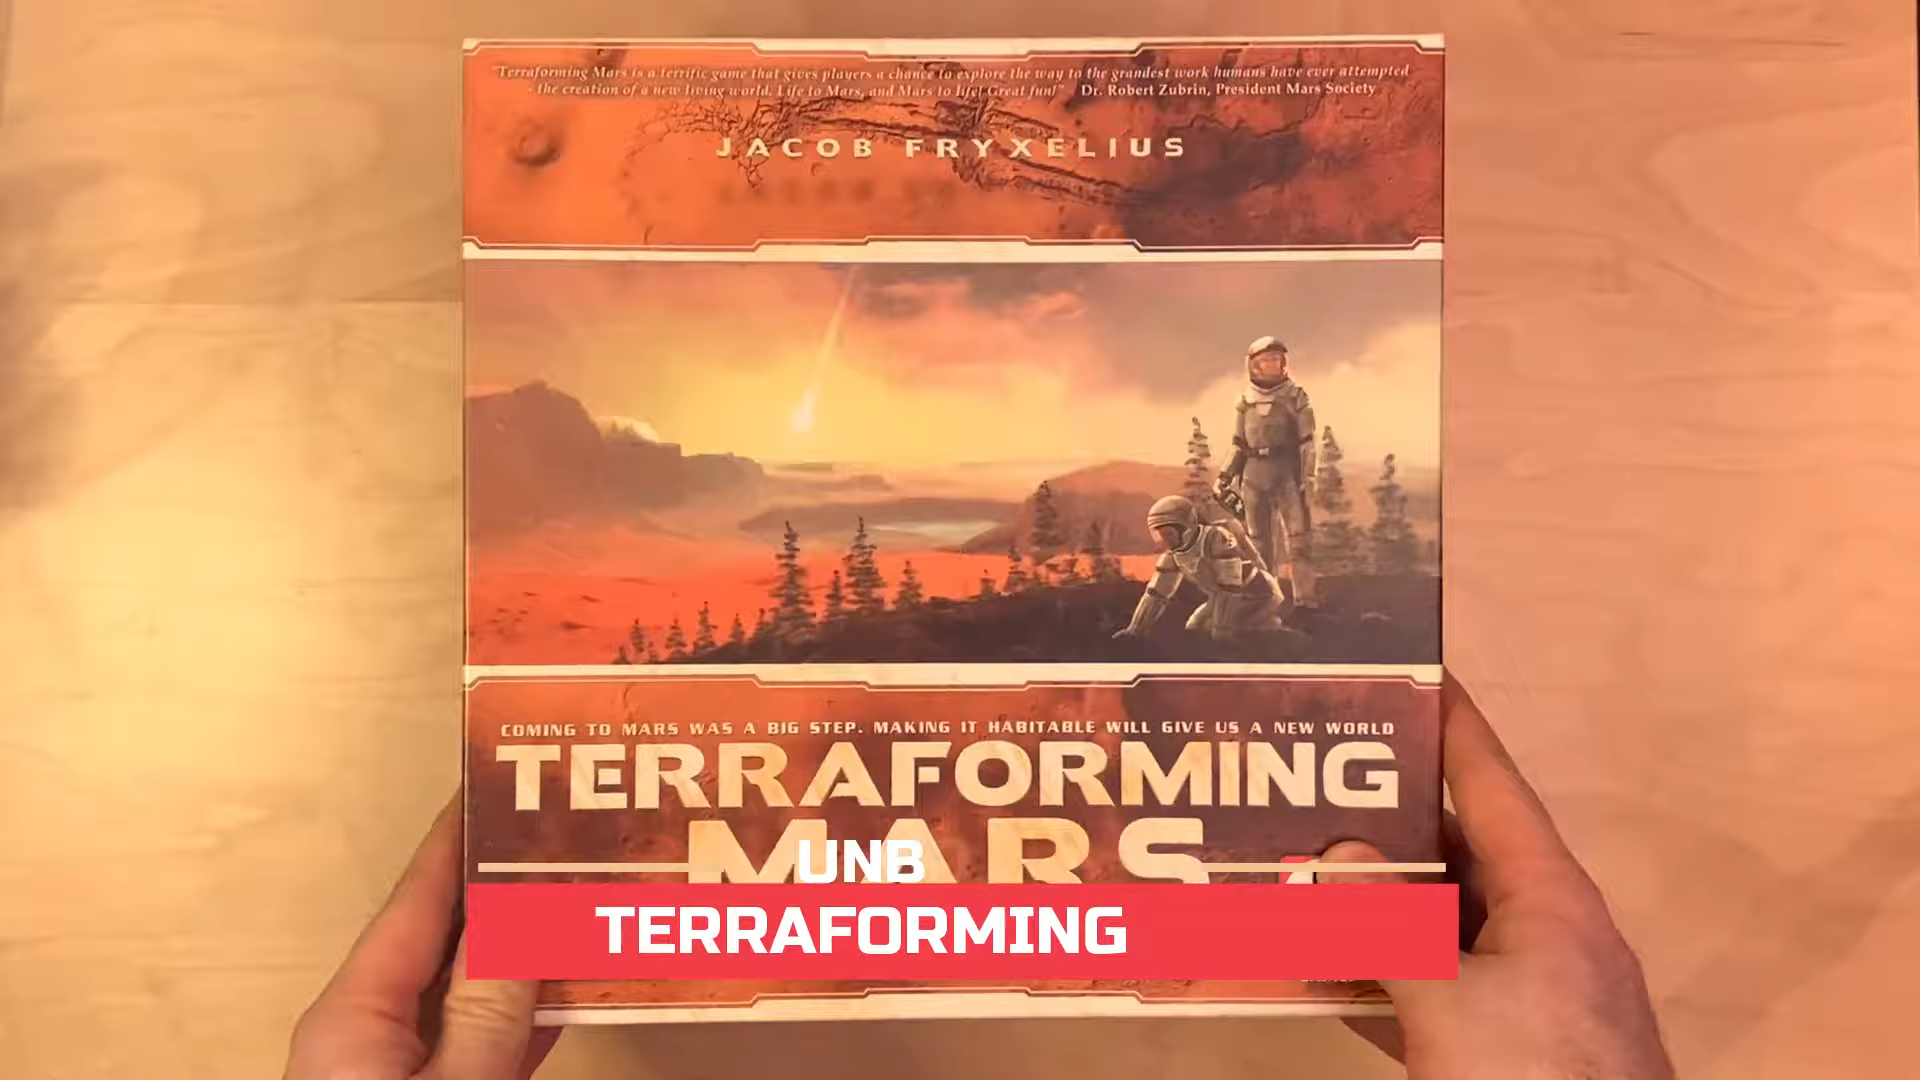 "Terraforming Mars is a terrific game that gives players a chance to explore the way to the grandest work humans have ever attempted
- the creation of a new living world. Life to Mars, and Mars to life! Great fun!" Dr. Robert Zubrin, President Mars Society
JACOB FRYXELIUS
COMING TO MARS WAS A BIG STEP. MAKING IT HABITABLE WILL GIVE US A NEW WORLD
TERRAFORMING
MARS
UNB
TERRAFORMING